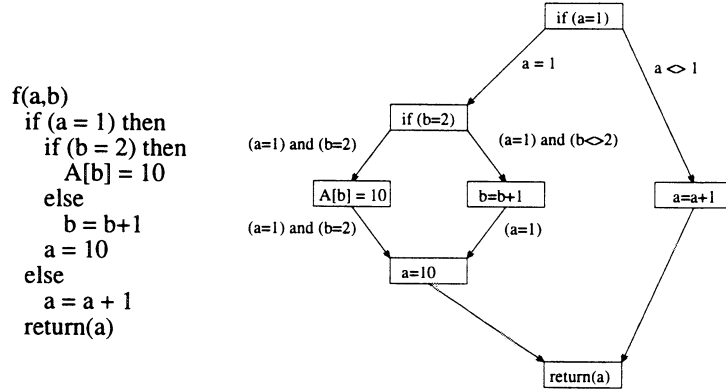 f(a,b)
if (a = 1) then
if (b = 2) then
A[b] = 10
else
b = b+1
a = 10
else
a = a + 1
return(a)
if (a=1)
a = 1
a <> 1
if (b=2)
(a=1) and (b=2)
(a=1) and (b<>2)
A[b] = 10
b=b+1
a=a+1
(a=1) and (b=2)
(a=1)
a=10
return(a)